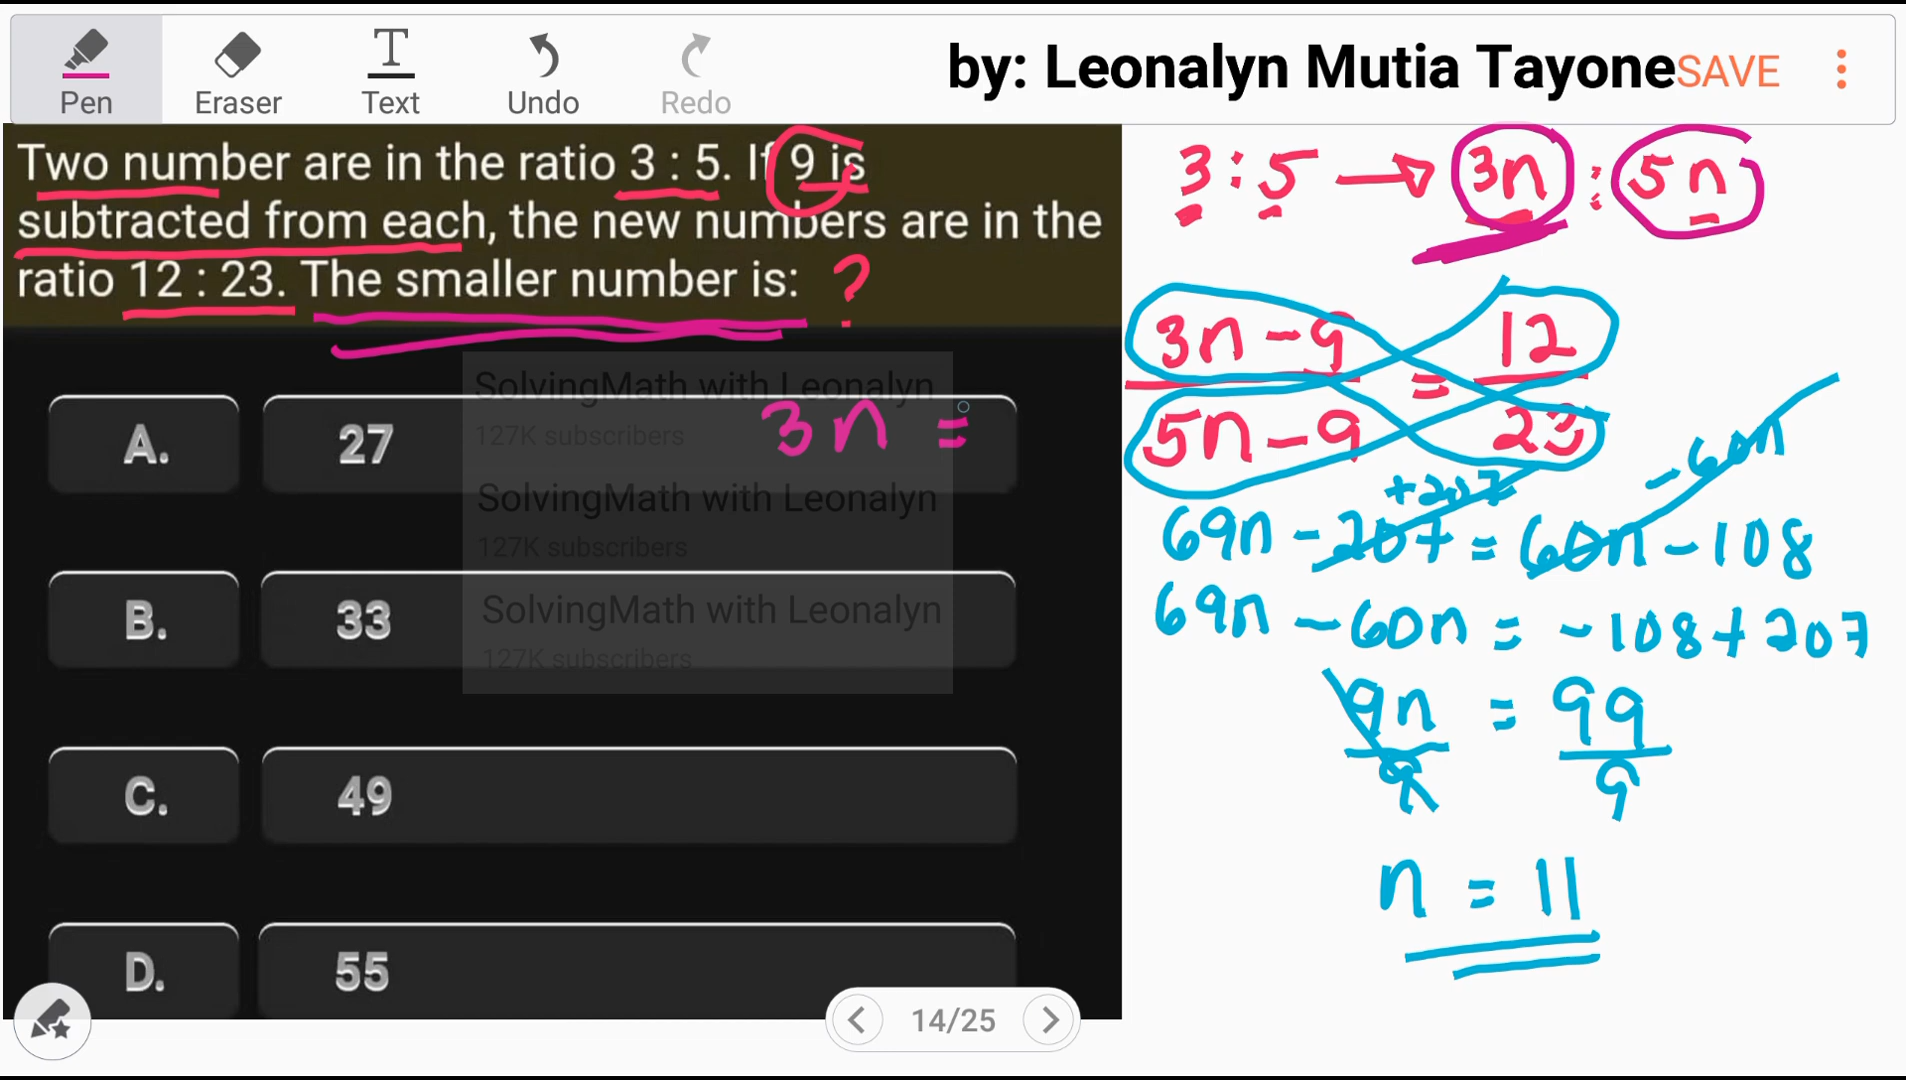 Pen
Eraser
Text
Undo
Redo
by: Leonalyn Mutia Tayone
SAVE
Two number are in the ratio 3 : 5. If 9 is
subtracted from each, the new numbers are in the
ratio 12 : 23. The smaller number is: ?
SolvingMath with Leonalyn
127K subscribers
A. 27
3n =
SolvingMath with Leonalyn
127K subscribers
B. 33
SolvingMath with Leonalyn
127K subscribers
C. 49
D. 55
14/25
3 : 5 → 3n : 5n
3n - 9 = 12
5n - 9 23
+207 -60n
69n - 207 = 60n - 108
69n - 60n = -108 + 207
9n = 99
9 9
n = 11